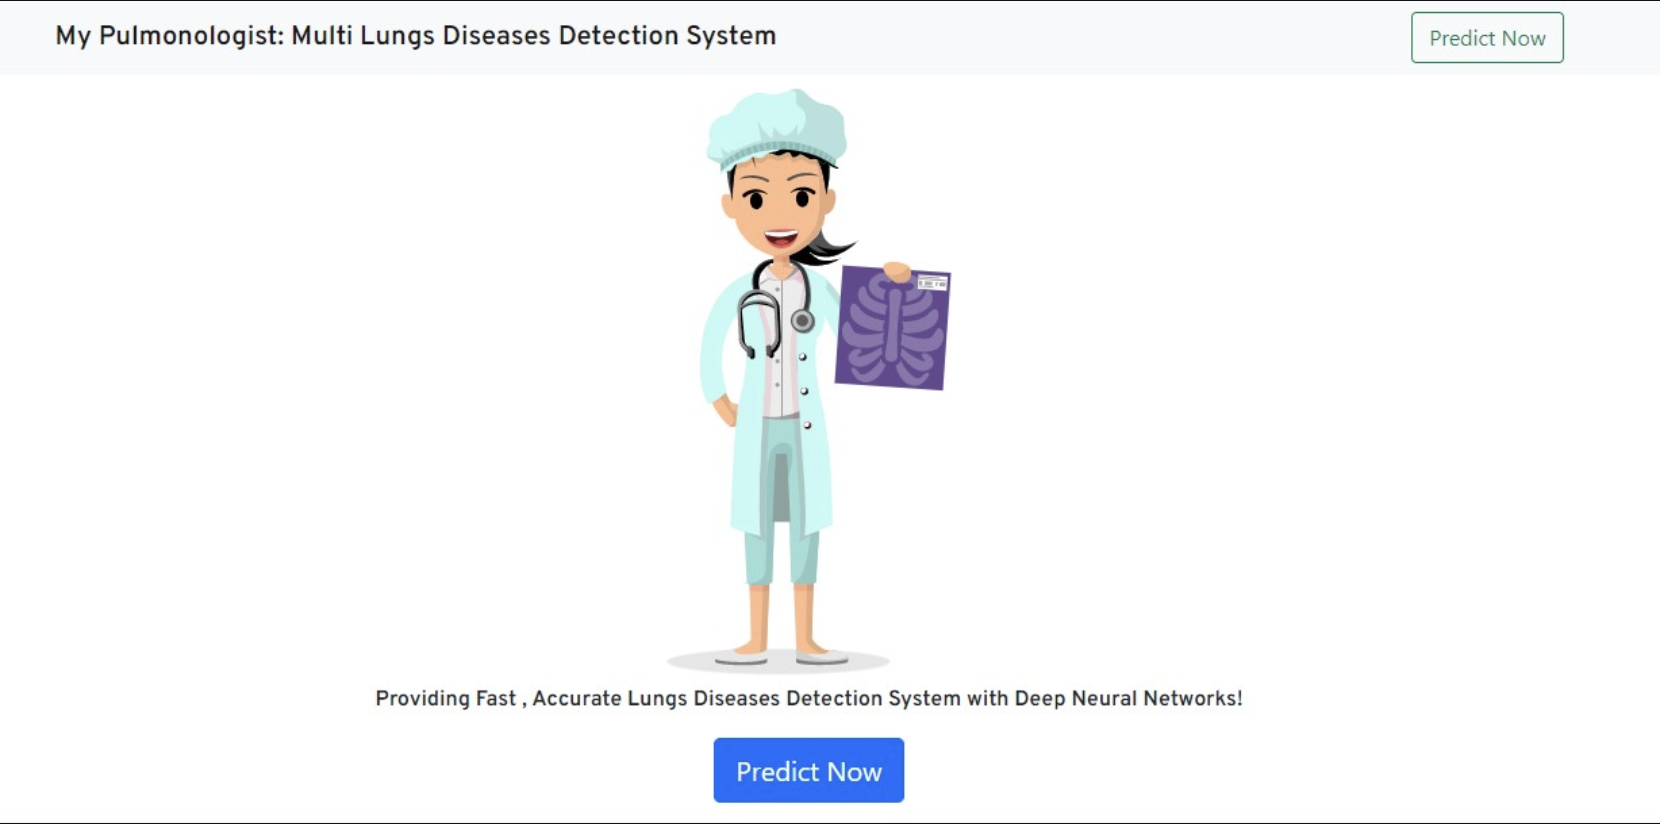 My Pulmonologist: Multi Lungs Diseases Detection System
Predict Now
Providing Fast , Accurate Lungs Diseases Detection System with Deep Neural Networks!
Predict Now